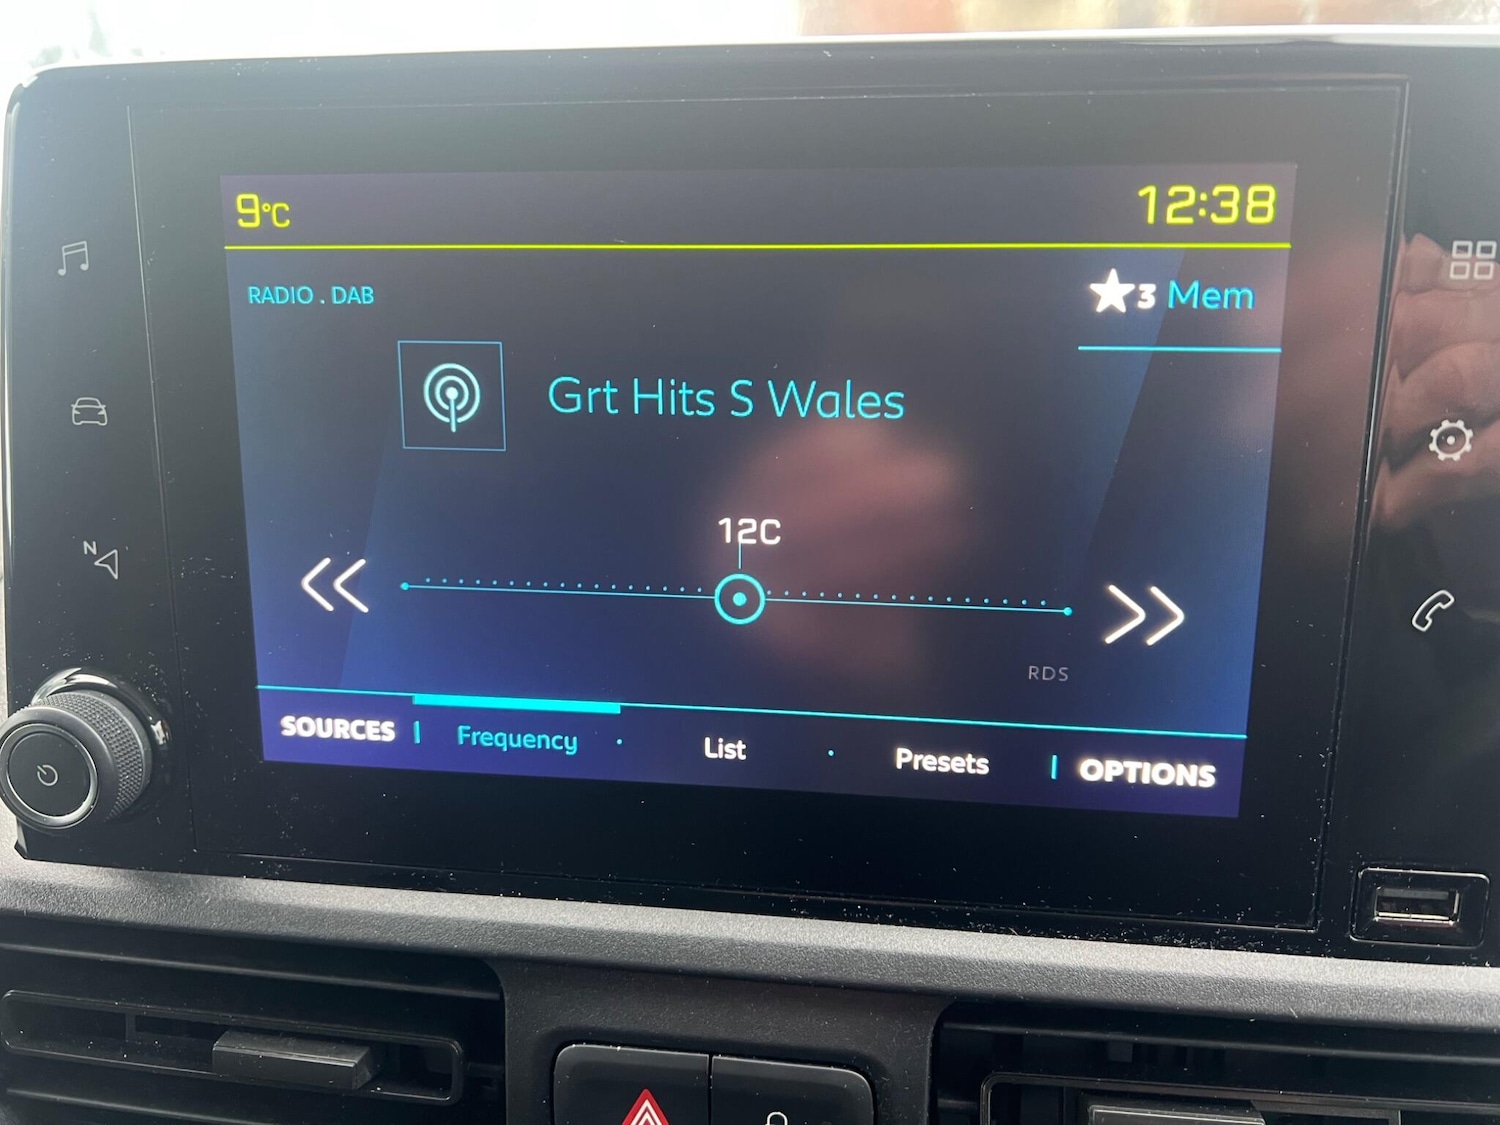 9°C
12:38
RADIO . DAB
3 Mem
Grt Hits S Wales
12C
N
RDS
SOURCES
Frequency
List
Presets
OPTIONS